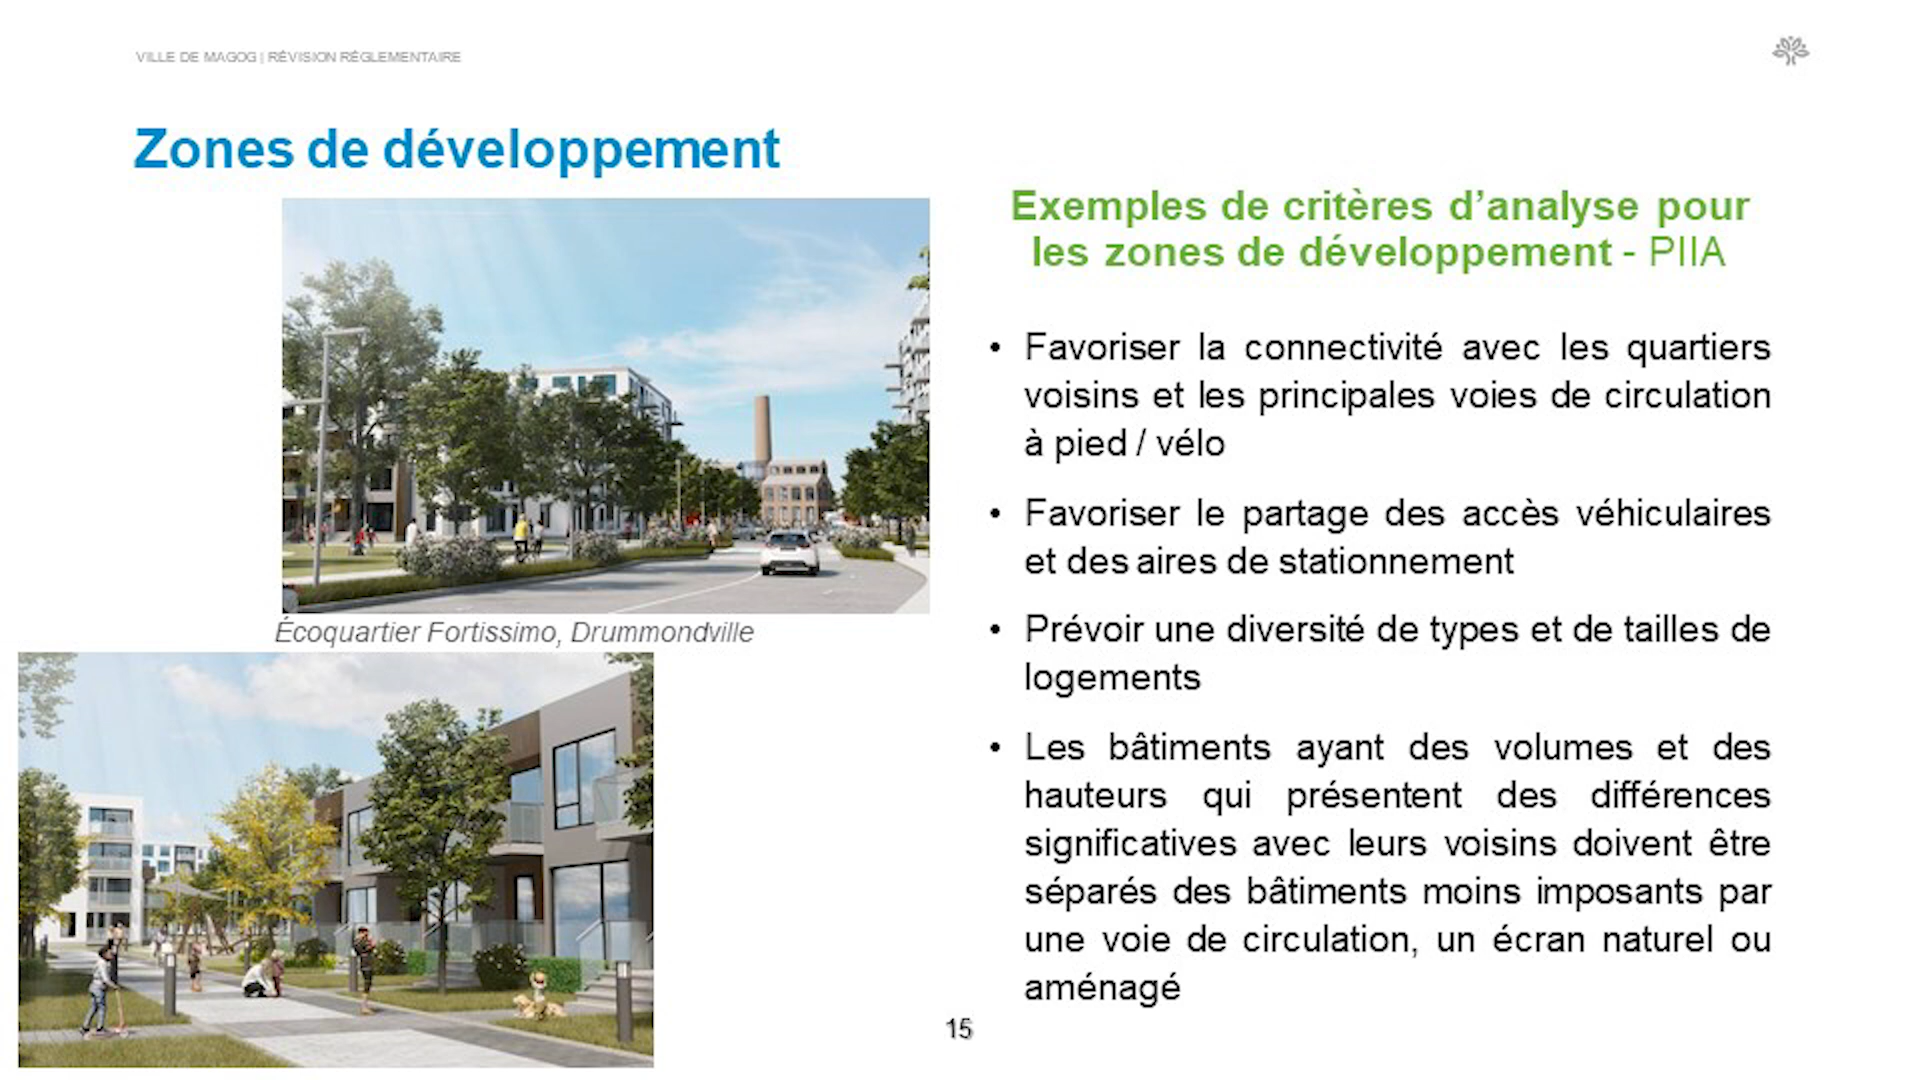 VILLE DE MAGOG | RÉVISION RÉGLEMENTAIRE
Zones de développement
Écoquartier Fortissimo, Drummondville
Exemples de critères d’analyse pour
les zones de développement - PIIA
• Favoriser la connectivité avec les quartiers
voisins et les principales voies de circulation
à pied / vélo
• Favoriser le partage des accès véhiculaires
et des aires de stationnement
• Prévoir une diversité de types et de tailles de
logements
• Les bâtiments ayant des volumes et des
hauteurs qui présentent des différences
significatives avec leurs voisins doivent être
séparés des bâtiments moins imposants par
une voie de circulation, un écran naturel ou
aménagé
15